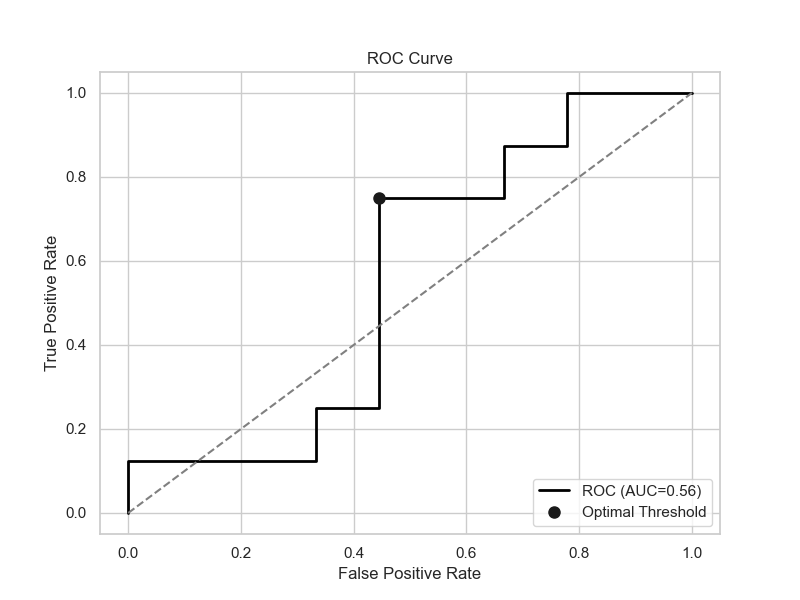 ROC Curve
1.0
0.8
0.6
0.4
0.2
0.0
True Positive Rate
0.0 0.2 0.4 0.6 0.8 1.0
False Positive Rate
ROC (AUC=0.56)
Optimal Threshold